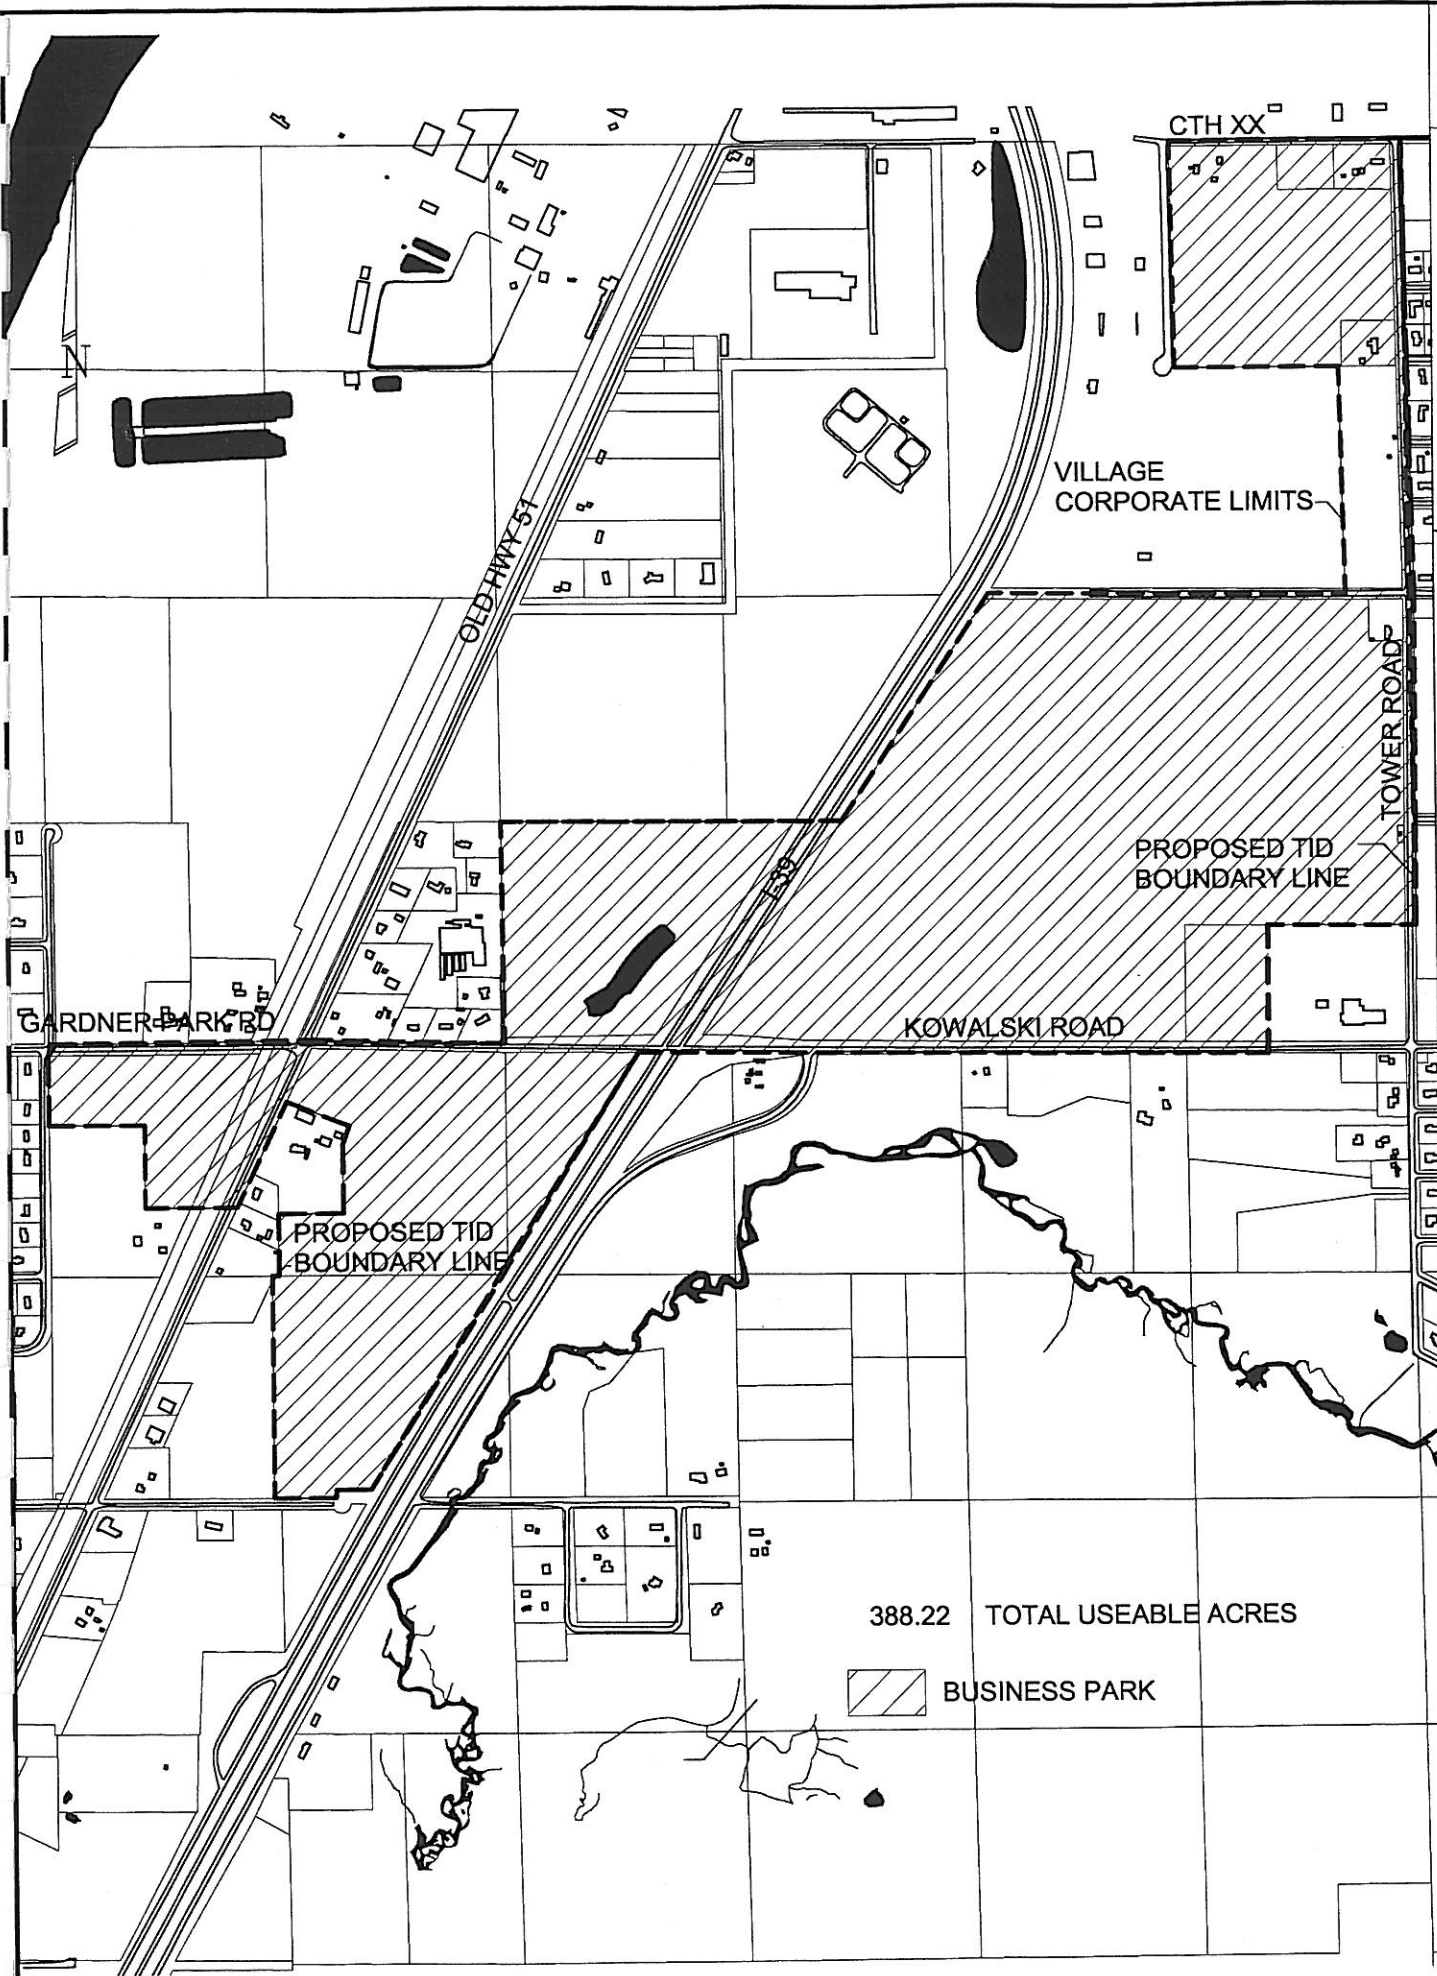 CTH XX
N
VILLAGE
CORPORATE LIMITS
OLD HWY 51
TOWER ROAD
PROPOSED TID
BOUNDARY LINE
I-39
GARDNER PARK RD
KOWALSKI ROAD
PROPOSED TID
BOUNDARY LINE
388.22 TOTAL USEABLE ACRES
BUSINESS PARK